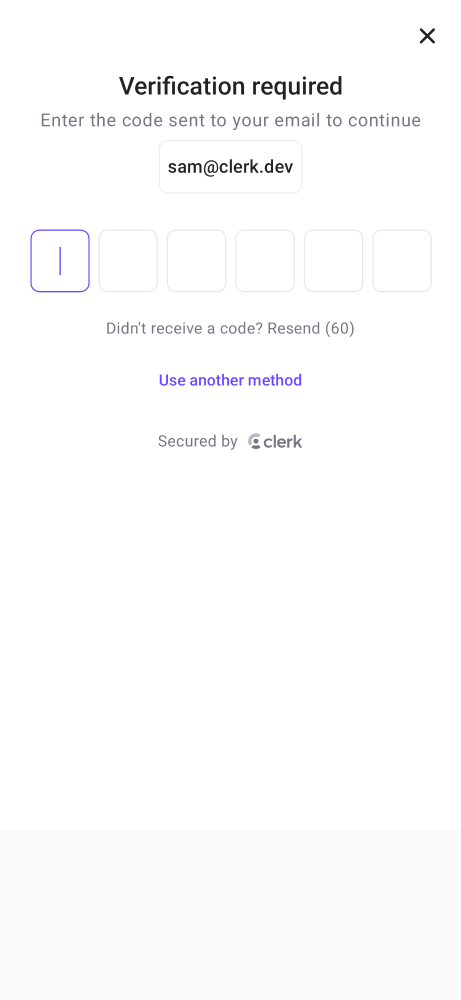 Verification required
Enter the code sent to your email to continue
sam@clerk.dev
Didn't receive a code? Resend (60)
Use another method
Secured by clerk